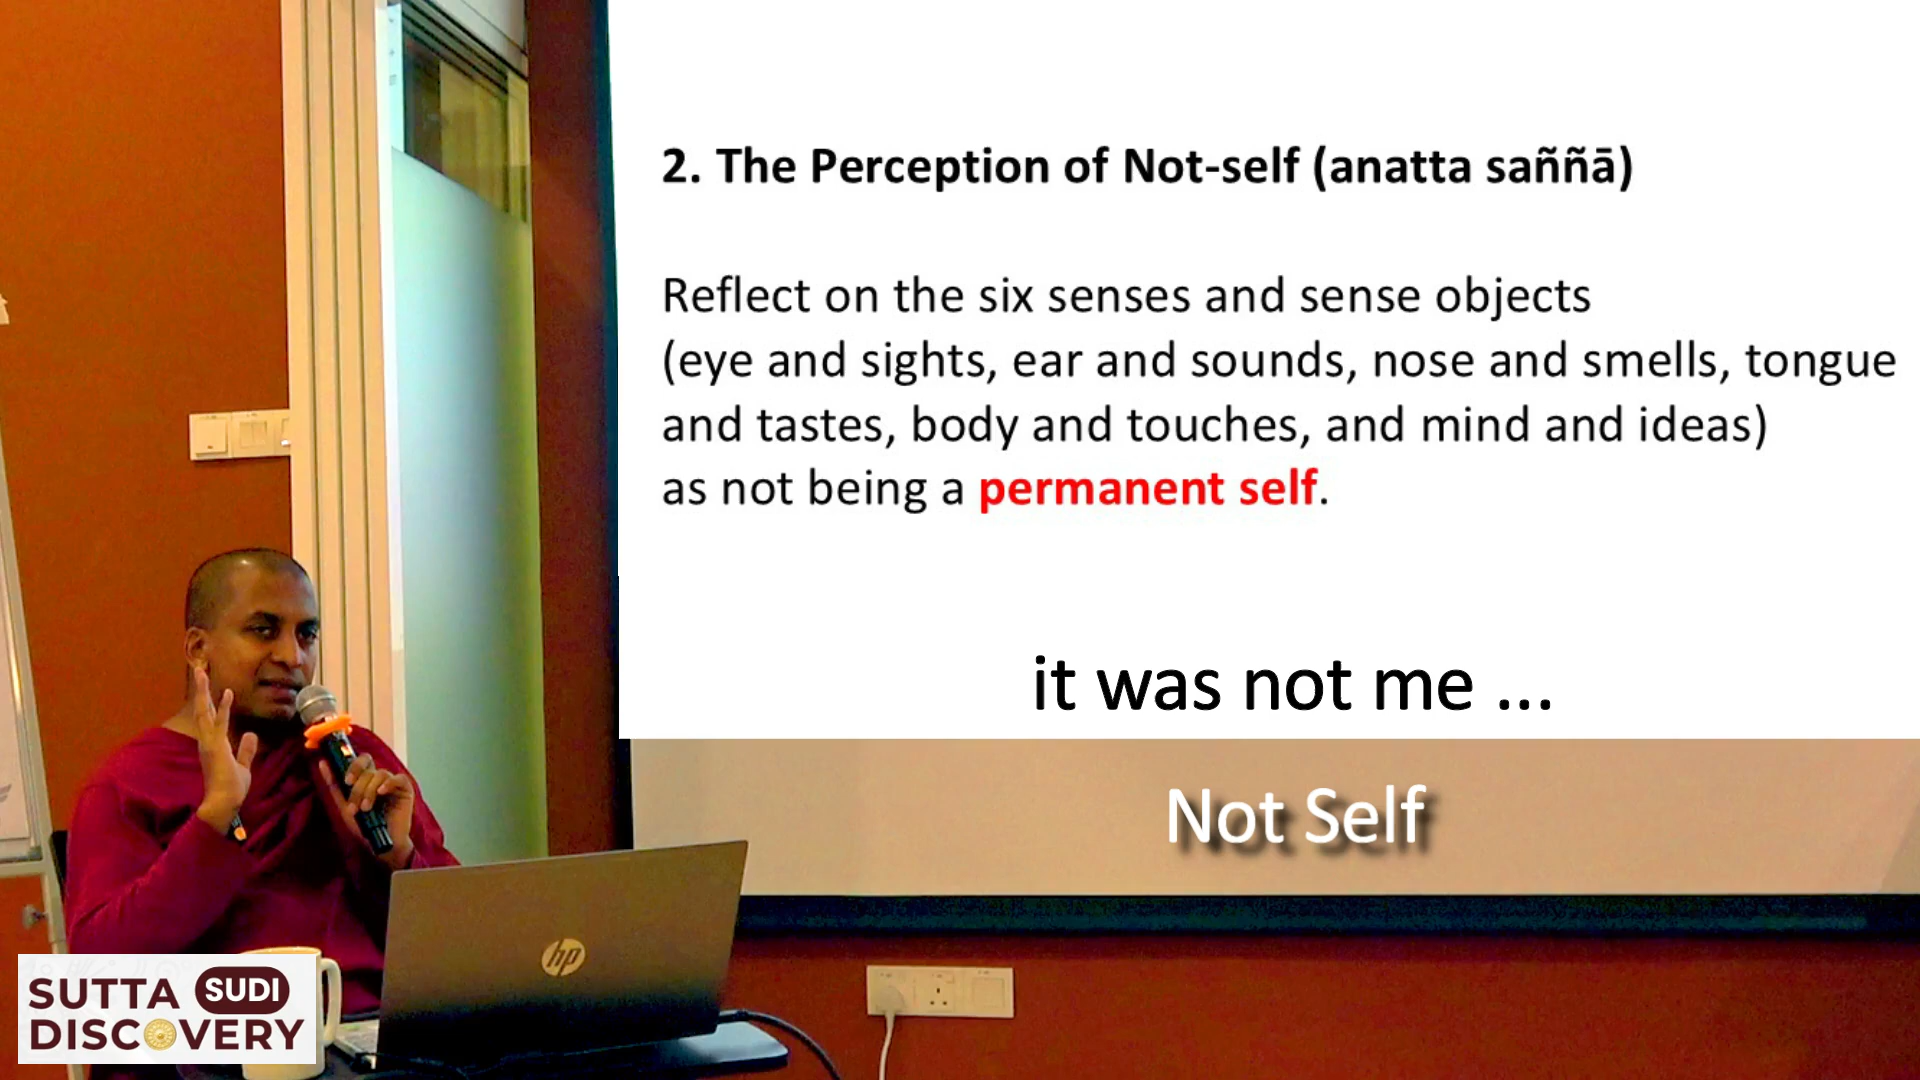 2. The Perception of Not-self (anatta saññā)
Reflect on the six senses and sense objects
(eye and sights, ear and sounds, nose and smells, tongue
and tastes, body and touches, and mind and ideas)
as not being a permanent self.
it was not me ...
Not Self
hp
SUTTA SUDI
DISCOVERY